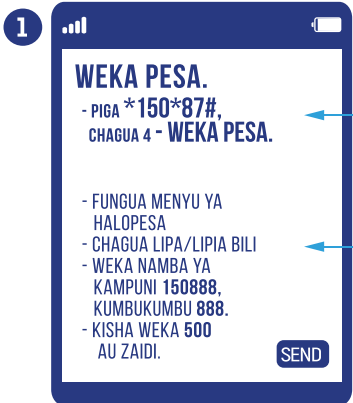 1
WEKA PESA.
- PIGA *150*87#,
CHAGUA 4 - WEKA PESA.
- FUNGUA MENYU YA
HALOPESA
- CHAGUA LIPA/LIPIA BILI
- WEKA NAMBA YA
KAMPUNI 150888,
KUMBUKUMBU 888.
- KISHA WEKA 500
AU ZAIDI.
SEND